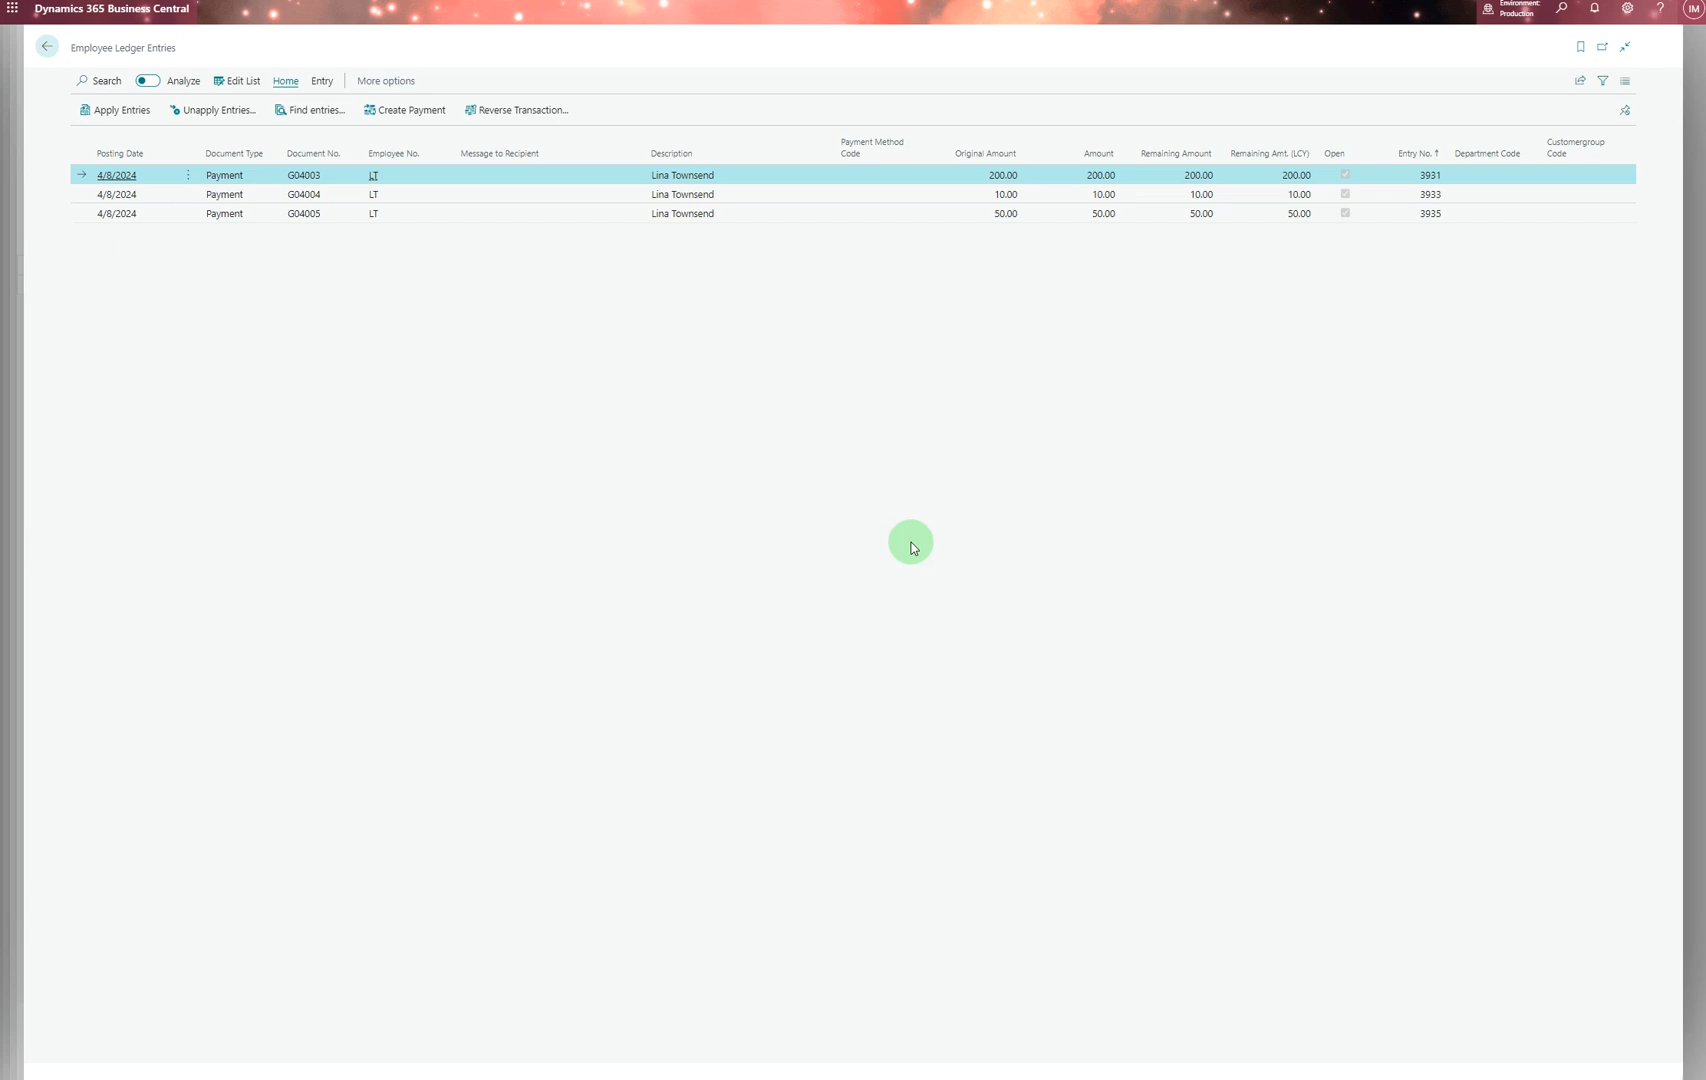 Dynamics 365 Business Central
Environment:
Production
?
IM
Employee Ledger Entries
Search
Analyze
Edit List
Home
Entry
More options
Apply Entries
Unapply Entries...
Find entries...
Create Payment
Reverse Transaction...
Posting Date Document Type Document No. Employee No. Message to Recipient Description Payment Method Code Original Amount Amount Remaining Amount Remaining Amt. (LCY) Open Entry No. ↑ Department Code Customergroup Code
4/8/2024 Payment G04003 LT Lina Townsend 200.00 200.00 200.00 200.00 3931
4/8/2024 Payment G04004 LT Lina Townsend 10.00 10.00 10.00 10.00 3933
4/8/2024 Payment G04005 LT Lina Townsend 50.00 50.00 50.00 50.00 3935